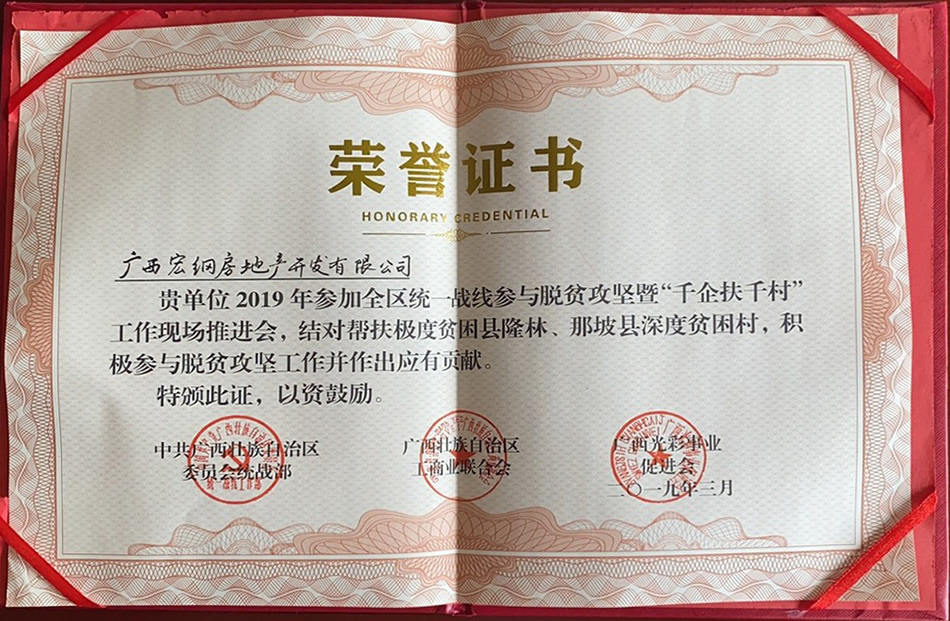 荣誉证书
HONORARY CREDENTIAL
广西宏纲房地产开发有限公司
贵单位2019年参加全区统一战线参与脱贫攻坚暨“千企扶千村”
工作现场推进会，结对帮扶极度贫困县隆林、那坡县深度贫困村，积
极参与脱贫攻坚工作并作出应有贡献。
特颁此证，以资鼓励。
中共广西壮族自治区
委员会统战部
广西壮族自治区
工商业联合会
广西光彩事业
促进会
二〇一九年三月